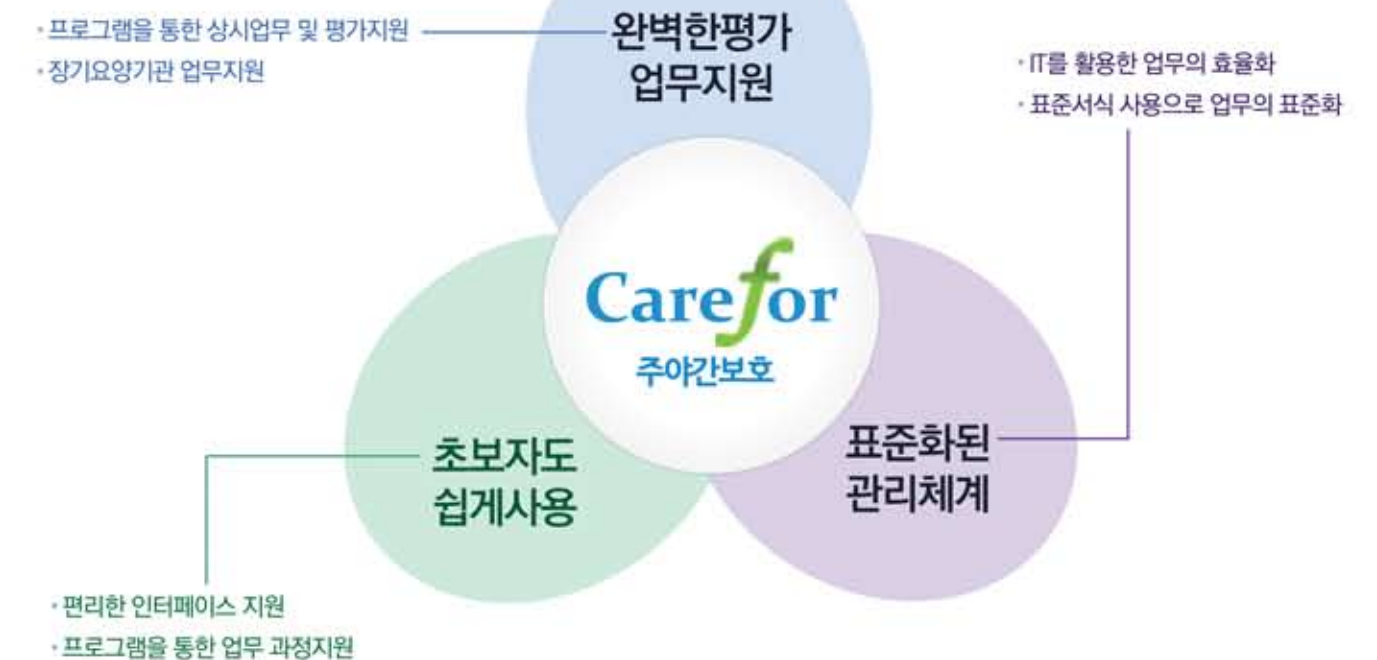 · 프로그램을 통한 상시업무 및 평가지원
· 장기요양기관 업무지원
완벽한평가
업무지원
· IT를 활용한 업무의 효율화
· 표준서식 사용으로 업무의 표준화
Carefor
주야간보호
초보자도
쉽게사용
표준화된
관리체계
· 편리한 인터페이스 지원
· 프로그램을 통한 업무 과정지원